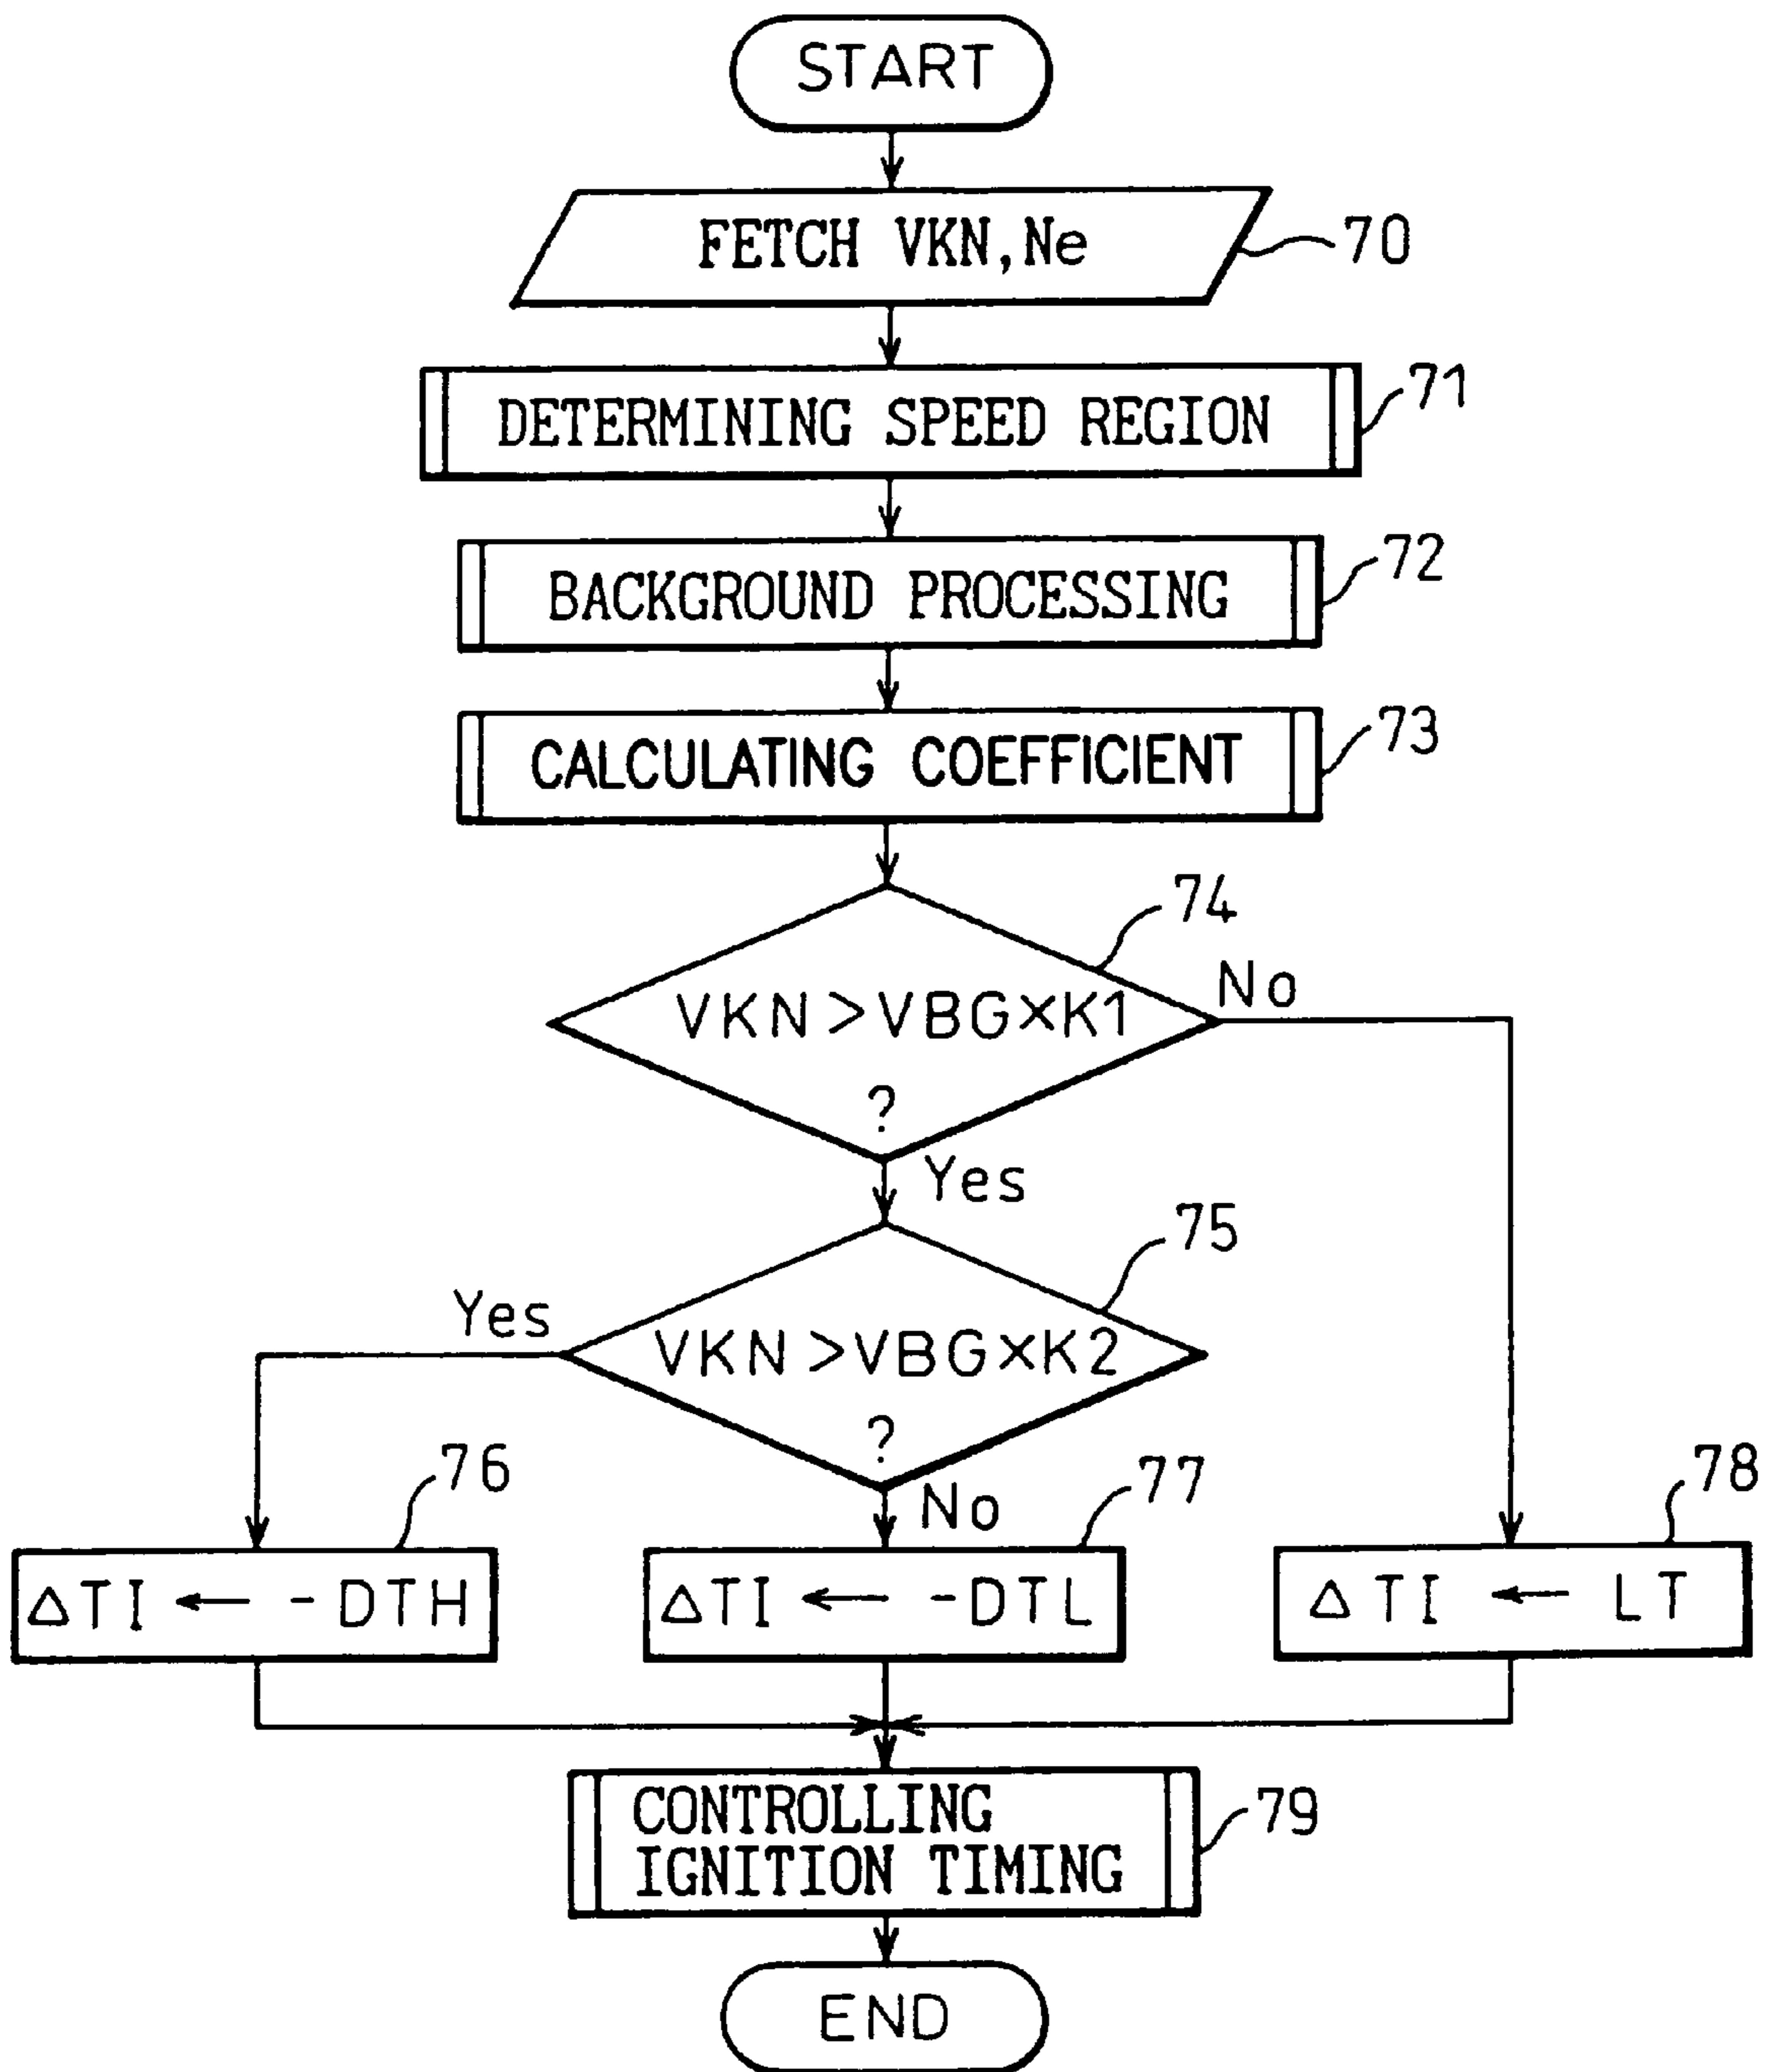 START
FETCH VKN,Ne
70
DETERMINING SPEED REGION
71
BACKGROUND PROCESSING
72
CALCULATING COEFFICIENT
73
74
No
VKN>VBG×K1
?
Yes
75
Yes
VKN>VBG×K2
?
No
76
77
78
ΔTI ← -DTH
ΔTI ← -DTL
ΔTI ← LT
CONTROLLING
IGNITION TIMING
79
END